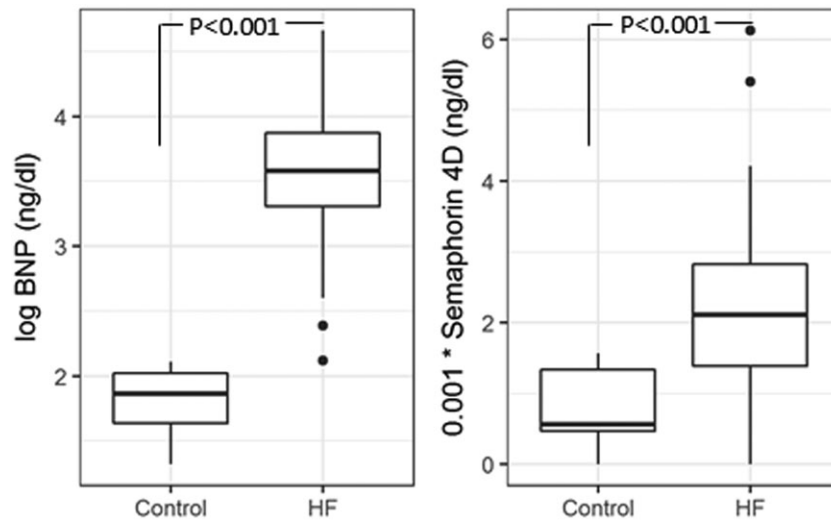 P<0.001
log BNP (ng/dl)
4
3
2
Control
HF
P<0.001
0.001 * Semaphorin 4D (ng/dl)
6
4
2
0
Control
HF